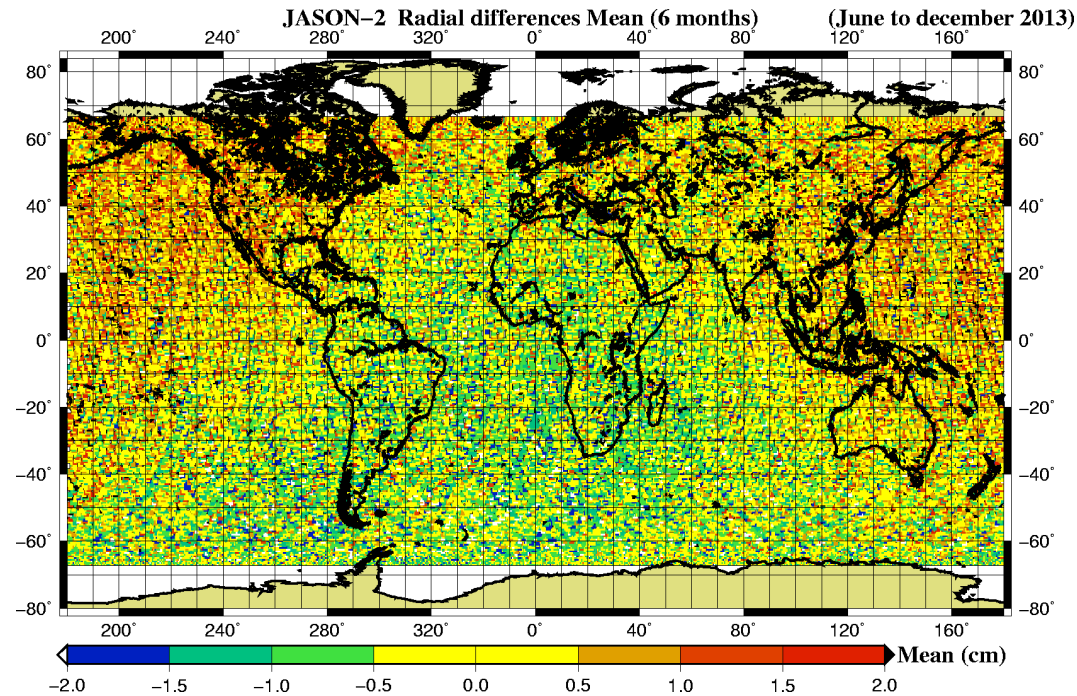 JASON−2 Radial differences Mean (6 months) (June to december 2013)
200˚ 240˚ 280˚ 320˚ 0˚ 40˚ 80˚ 120˚ 160˚
80˚ 80˚
60˚ 60˚
40˚ 40˚
20˚ 20˚
0˚ 0˚
−20˚ −20˚
−40˚ −40˚
−60˚ −60˚
−80˚ −80˚
200˚ 240˚ 280˚ 320˚ 0˚ 40˚ 80˚ 120˚ 160˚
Mean (cm)
−2.0 −1.5 −1.0 −0.5 0.0 0.5 1.0 1.5 2.0